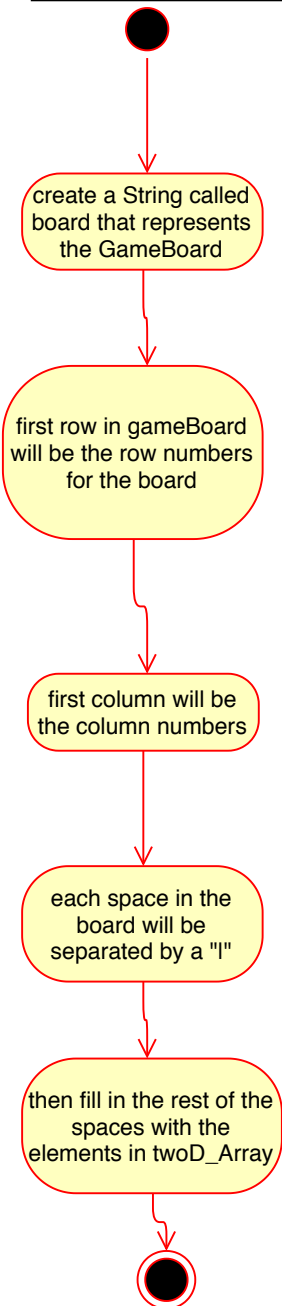 create a String called
board that represents
the GameBoard
first row in gameBoard
will be the row numbers
for the board
first column will be
the column numbers
each space in the
board will be
separated by a "|"
then fill in the rest of the
spaces with the
elements in twoD_Array